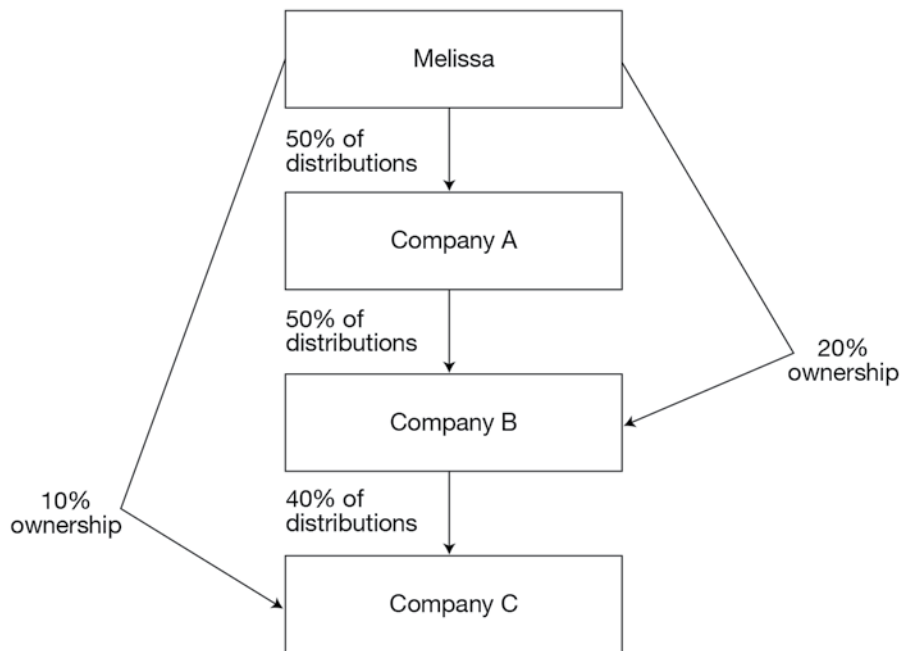 Melissa
50% of
distributions
Company A
50% of
distributions
20%
ownership
Company B
10%
ownership
40% of
distributions
Company C